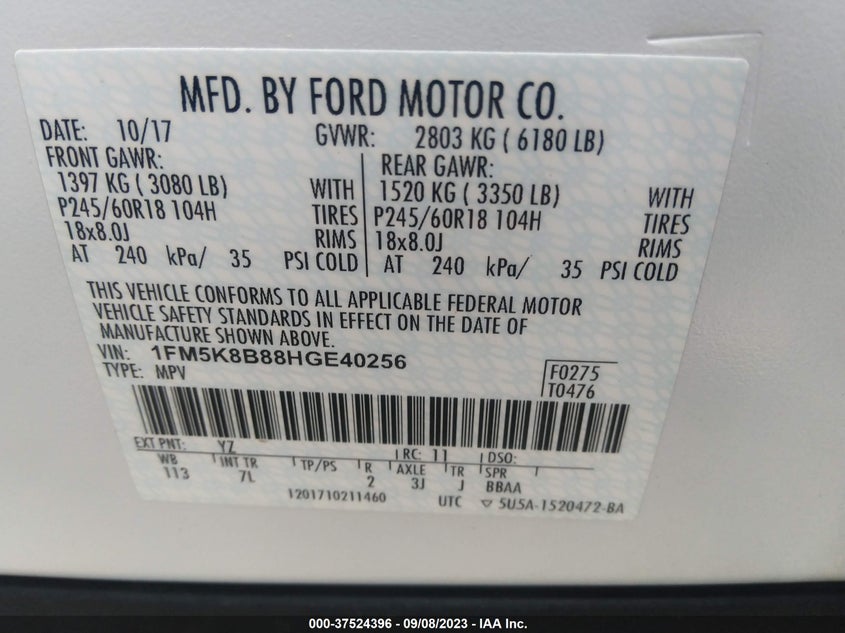 MFD. BY FORD MOTOR CO.
DATE: 10/17 GVWR: 2803 KG ( 6180 LB)
FRONT GAWR: REAR GAWR:
1397 KG ( 3080 LB) WITH 1520 KG ( 3350 LB) WITH
P245/60R18 104H TIRES P245/60R18 104H TIRES
18x8.0J RIMS 18x8.0J RIMS
AT 240 kPa/ 35 PSI COLD AT 240 kPa/ 35 PSI COLD
THIS VEHICLE CONFORMS TO ALL APPLICABLE FEDERAL MOTOR
VEHICLE SAFETY STANDARDS IN EFFECT ON THE DATE OF
MANUFACTURE SHOWN ABOVE.
VIN: 1FM5K8B88HGE40256 F0275
TYPE: MPV T0476
EXT PNT: YZ RC: 11 DSO:
WB INT TR TP/PS R AXLE TR SPR
113 7L 2 3J J BBAA
1201710211460 UTC ▽ 5U5A-1520472-BA
000-37524396 - 09/08/2023 - IAA Inc.